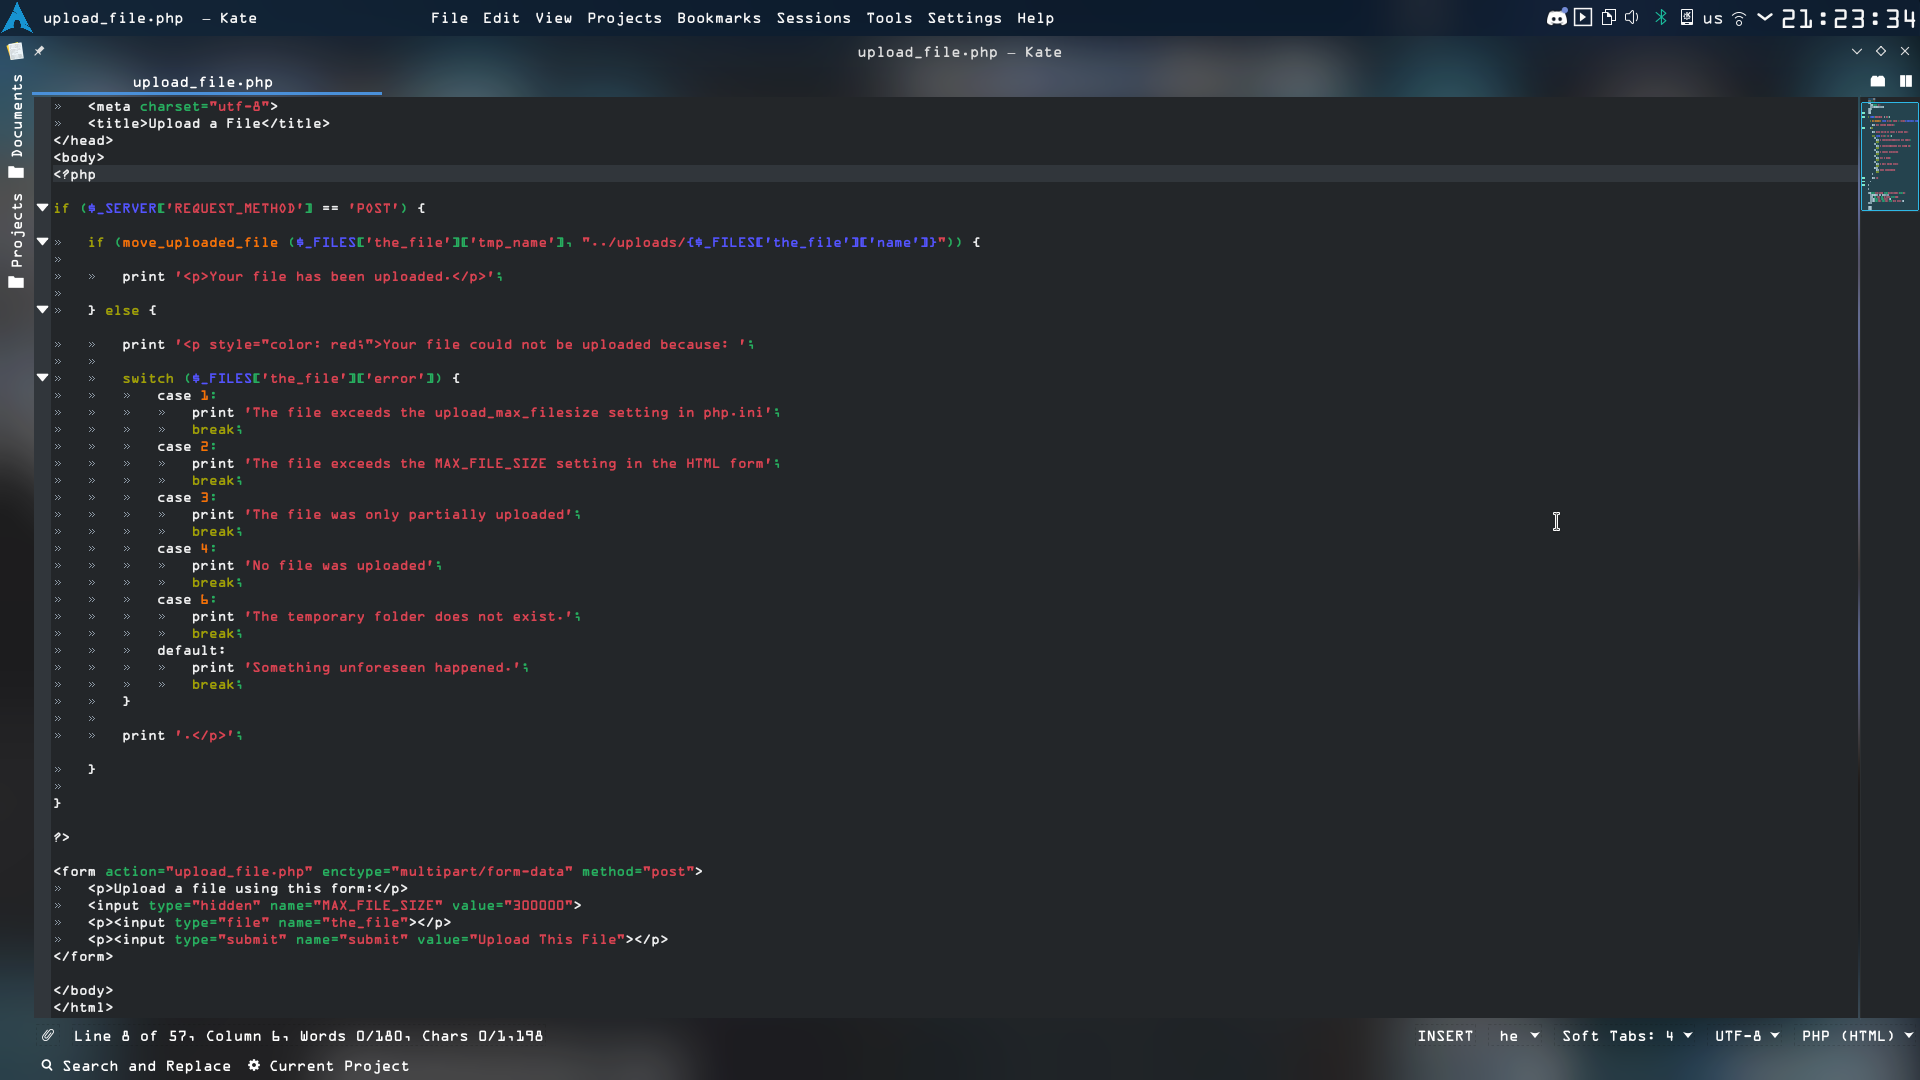 upload_file.php — Kate File Edit View Projects Bookmarks Sessions Tools Settings Help us 21:23:34
upload_file.php — Kate
upload_file.php
Documents
Projects
<meta charset="utf-8">
<title>Upload a File</title>
</head>
<body>
<?php
if ($_SERVER['REQUEST_METHOD'] == 'POST') {
» if (move_uploaded_file ($_FILES['the_file']['tmp_name'], "../uploads/{$_FILES['the_file']['name']}")) {
»
» » print '<p>Your file has been uploaded.</p>';
»
» } else {
» » print '<p style="color: red;">Your file could not be uploaded because: ';
» »
» » switch ($_FILES['the_file']['error']) {
» » » case 1:
» » » » print 'The file exceeds the upload_max_filesize setting in php.ini';
» » » » break;
» » » case 2:
» » » » print 'The file exceeds the MAX_FILE_SIZE setting in the HTML form';
» » » » break;
» » » case 3:
» » » » print 'The file was only partially uploaded';
» » » » break;
» » » case 4:
» » » » print 'No file was uploaded';
» » » » break;
» » » case 6:
» » » » print 'The temporary folder does not exist.';
» » » » break;
» » » default:
» » » » print 'Something unforeseen happened.';
» » » » break;
» » }
» »
» » print '.</p>';
» }
»
}
?>
<form action="upload_file.php" enctype="multipart/form-data" method="post">
» <p>Upload a file using this form:</p>
» <input type="hidden" name="MAX_FILE_SIZE" value="300000">
» <p><input type="file" name="the_file"></p>
» <p><input type="submit" name="submit" value="Upload This File"></p>
</form>
</body>
</html>
Line 8 of 57, Column 6, Words 0/180, Chars 0/1,198 INSERT he Soft Tabs: 4 UTF-8 PHP (HTML)
Search and Replace Current Project